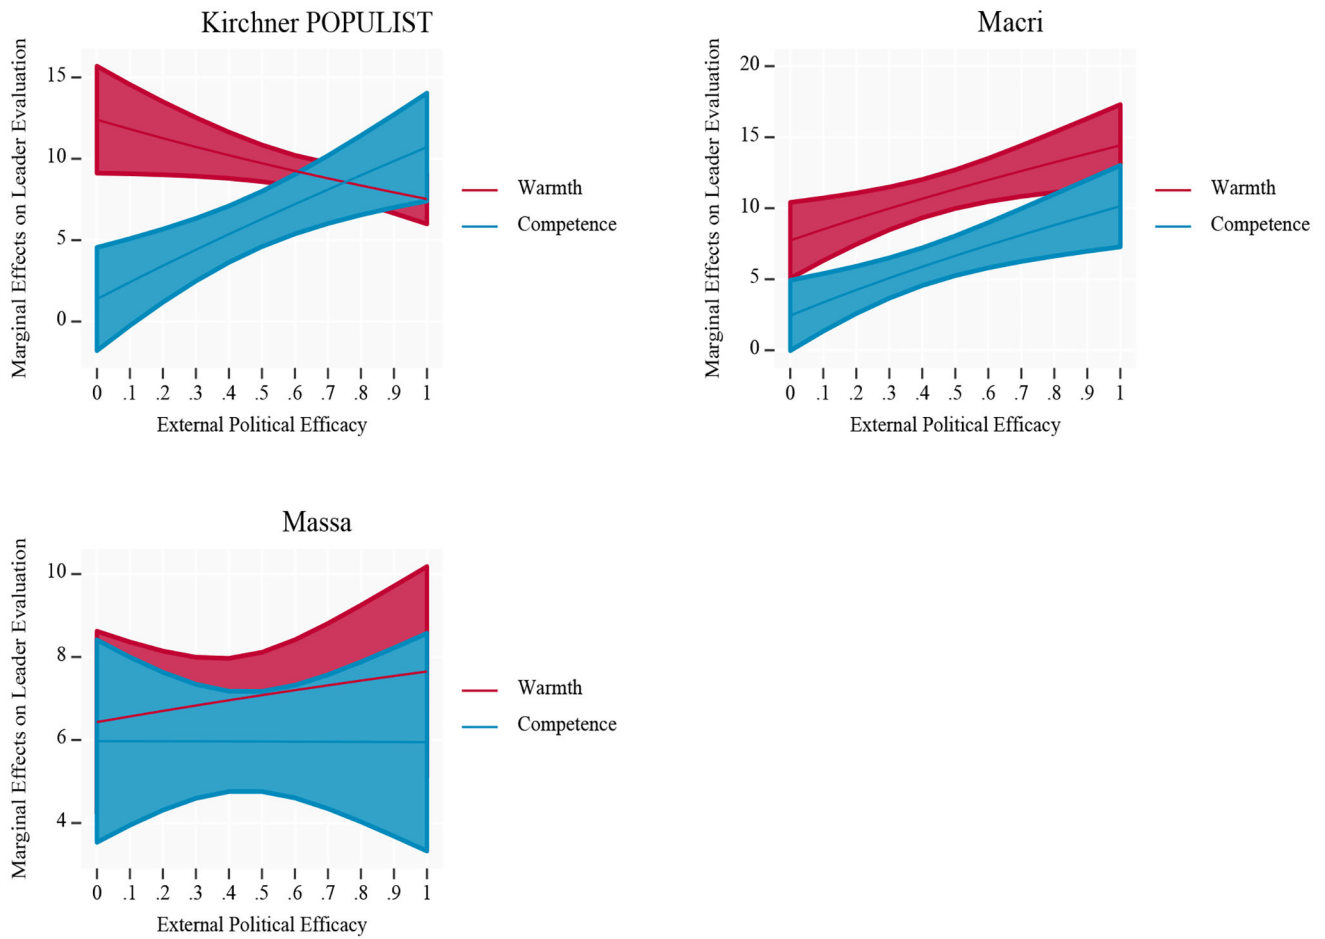 Kirchner POPULIST
Marginal Effects on Leader Evaluation
15
10
5
0
0 .1 .2 .3 .4 .5 .6 .7 .8 .9 1
External Political Efficacy
Warmth
Competence
Macri
Marginal Effects on Leader Evaluation
20
15
10
5
0
0 .1 .2 .3 .4 .5 .6 .7 .8 .9 1
External Political Efficacy
Warmth
Competence
Massa
Marginal Effects on Leader Evaluation
10
8
6
4
0 .1 .2 .3 .4 .5 .6 .7 .8 .9 1
External Political Efficacy
Warmth
Competence